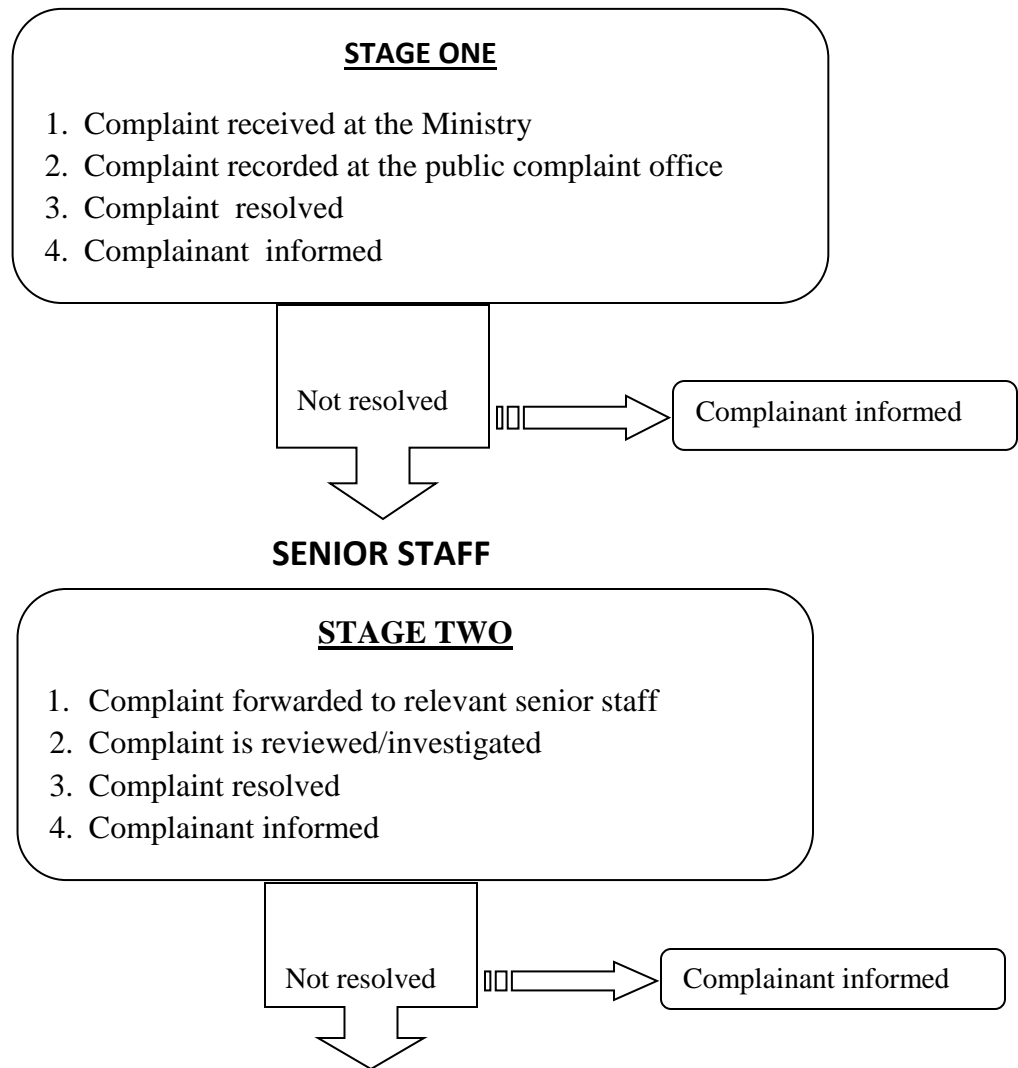 STAGE ONE
1. Complaint received at the Ministry
2. Complaint recorded at the public complaint office
3. Complaint resolved
4. Complainant informed
Not resolved
Complainant informed
SENIOR STAFF
STAGE TWO
1. Complaint forwarded to relevant senior staff
2. Complaint is reviewed/investigated
3. Complaint resolved
4. Complainant informed
Not resolved
Complainant informed